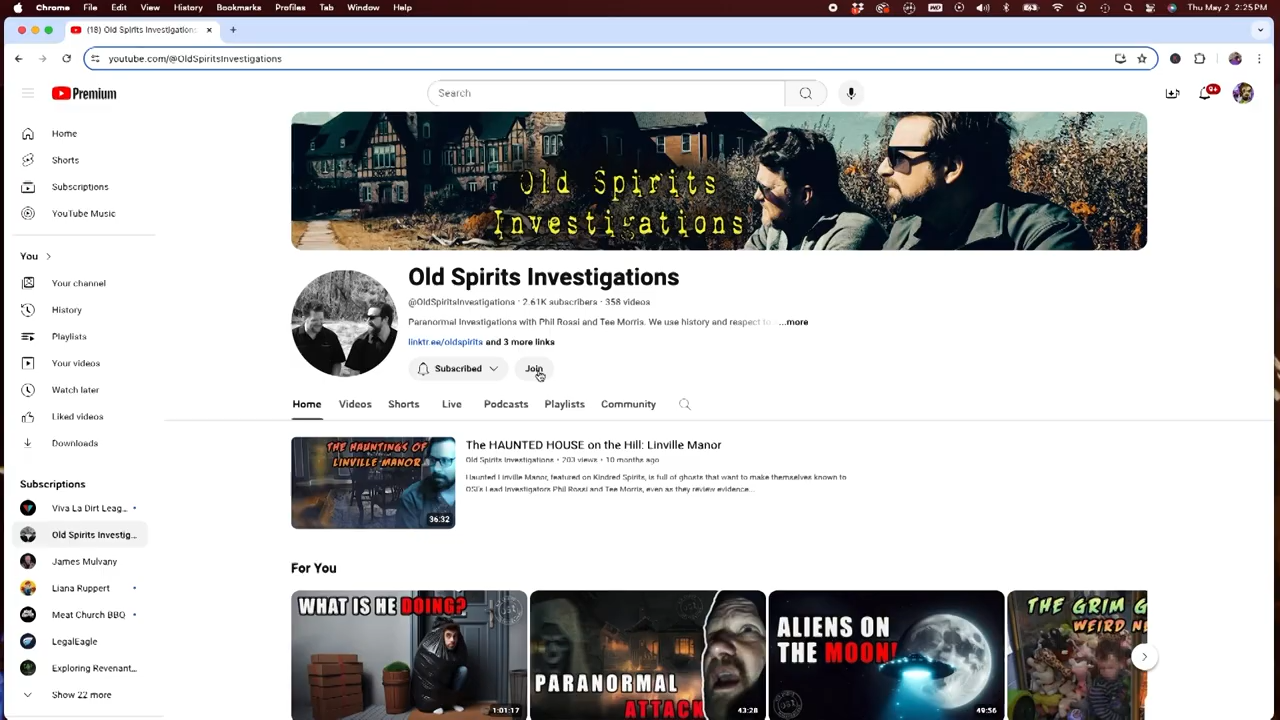 Chrome File Edit View History Bookmarks Profiles Tab Window Help
Thu May 2 2:25 PM
(18) Old Spirits Investigations
youtube.com/@OldSpiritsInvestigations
Premium
Search
9+
Home
Shorts
Subscriptions
YouTube Music
You
Your channel
History
Playlists
Your videos
Watch later
Liked videos
Downloads
Subscriptions
Viva La Dirt Leag...
Old Spirits Investig...
James Mulvany
Liana Ruppert
Meat Church BBQ
LegalEagle
Exploring Revenant...
Show 22 more
Old Spirits
Investigations
Old Spirits Investigations
@OldSpiritsInvestigations · 2.61K subscribers · 358 videos
Paranormal Investigations with Phil Rossi and Tee Morris. We use history and respect to ...more
linktr.ee/oldspirits and 3 more links
Subscribed
Join
Home Videos Shorts Live Podcasts Playlists Community
THE HAUNTINGS OF
LINVILLE MANOR
36:32
The HAUNTED HOUSE on the Hill: Linville Manor
Old Spirits Investigations · 203 views · 10 months ago
Haunted Linville Manor, featured on Kindred Spirits, is full of ghosts that want to make themselves known to
OSI's Lead Investigators Phil Rossi and Tee Morris, even as they review evidence...
For You
WHAT IS HE DOING?
1:01:17
PARANORMAL
ATTACK
43:28
ALIENS ON
THE MOON!
49:56
THE GRIM G
WEIRD N